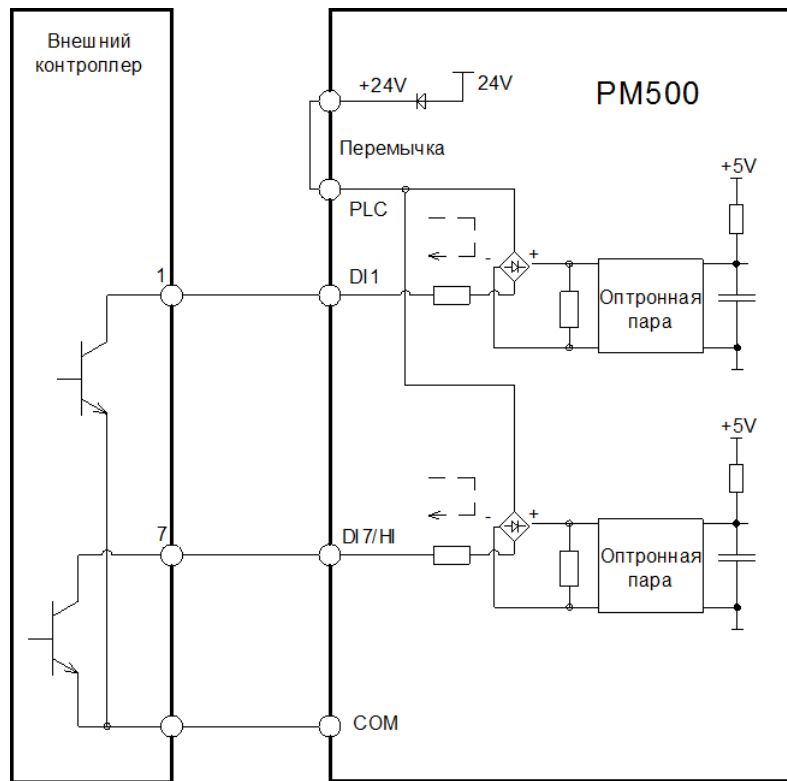 Внешний
контроллер
+24V
24V
PM500
Перемычка
PLC
+5V
1
DI1
- +
Оптронная
пара
+5V
7
DI7/HI
- +
Оптронная
пара
COM